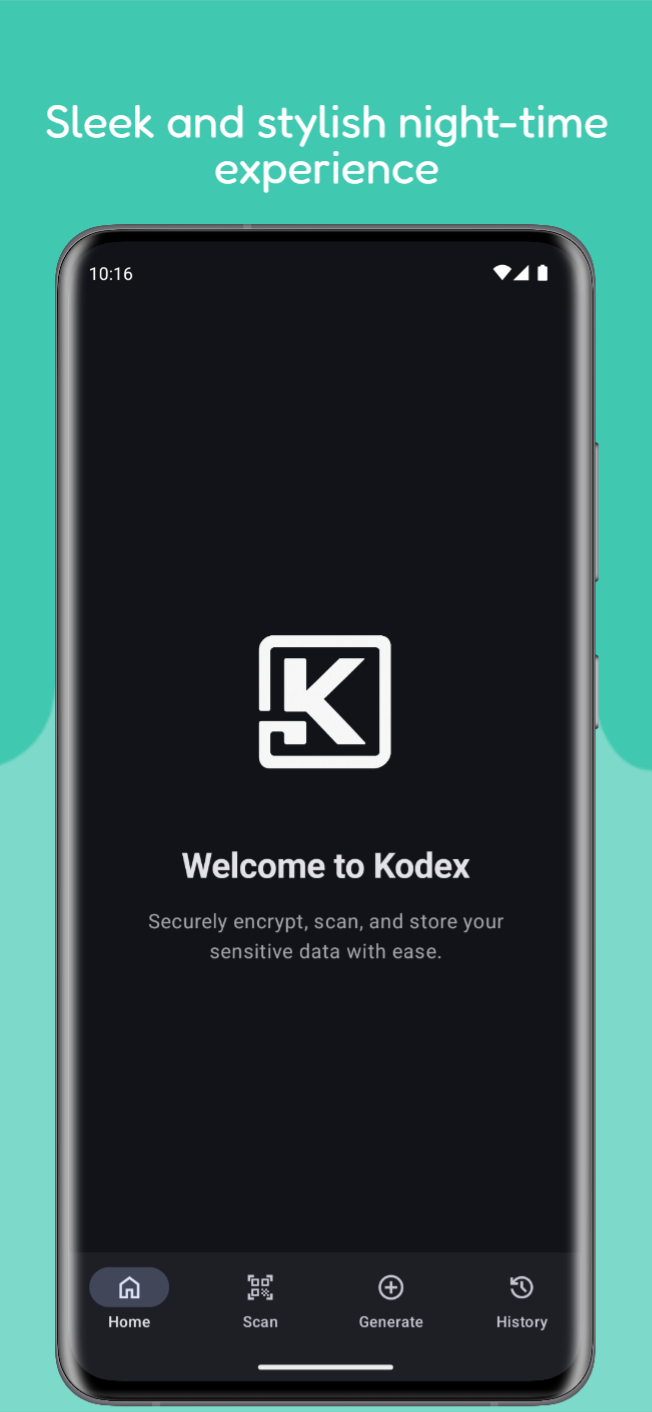 Sleek and stylish night-time
experience
10:16
K
Welcome to Kodex
Securely encrypt, scan, and store your
sensitive data with ease.
Home
Scan
Generate
History